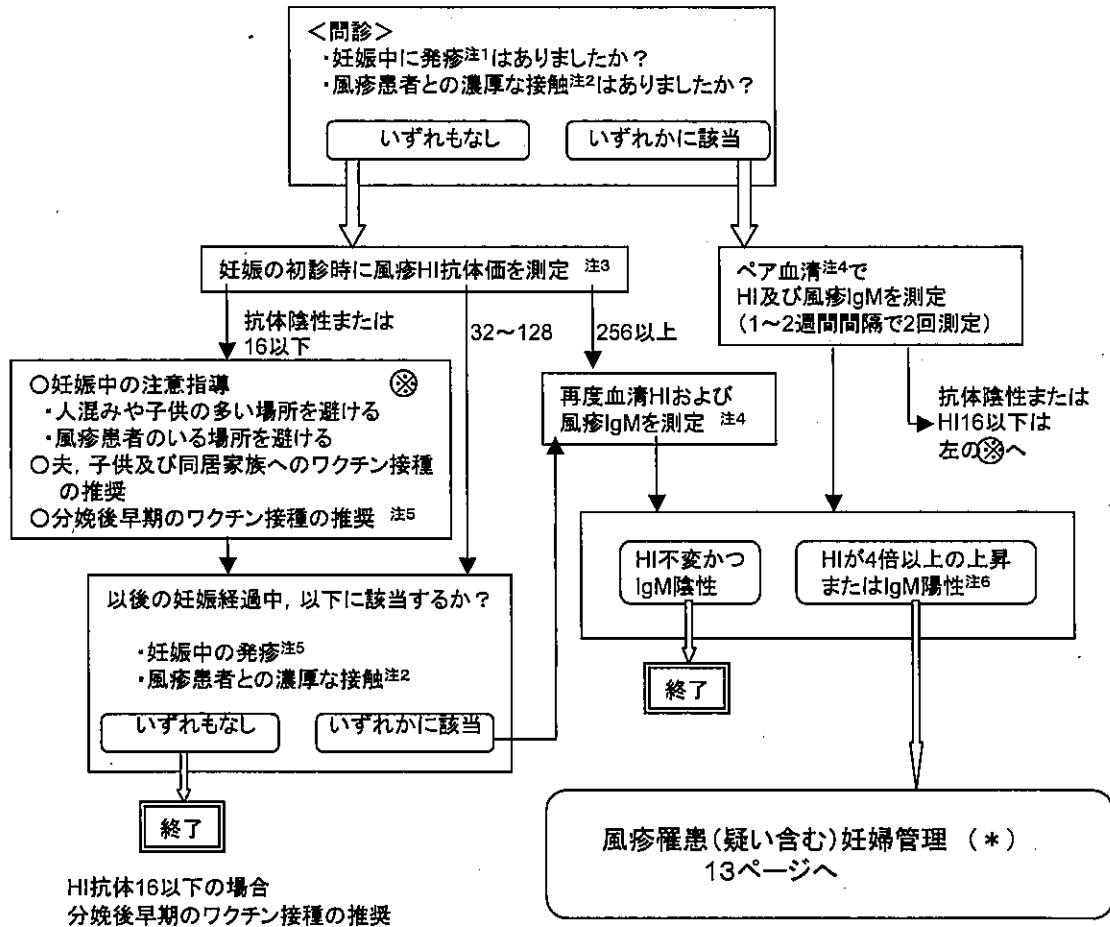 <問診>
・妊娠中に発疹注1はありましたか?
・風疹患者との濃厚な接触注2はありましたか?
いずれもなし
いずれかに該当
妊娠の初診時に風疹HI抗体価を測定 注3
ペア血清注4で
HI及び風疹IgMを測定
(1~2週間間隔で2回測定)
抗体陰性または
16以下
32~128
256以上
○妊娠中の注意指導 ※
・人混みや子供の多い場所を避ける
・風疹患者のいる場所を避ける
○夫,子供及び同居家族へのワクチン接種
の推奨
○分娩後早期のワクチン接種の推奨 注5
再度血清HIおよび
風疹IgMを測定 注4
抗体陰性または
HI16以下は
左の※へ
HI不変かつ
IgM陰性
HIが4倍以上の上昇
またはIgM陽性注6
以後の妊娠経過中,以下に該当するか?
・妊娠中の発疹注5
・風疹患者との濃厚な接触注2
いずれもなし
いずれかに該当
終了
終了
風疹罹患(疑い含む)妊婦管理 (*)
13ページへ
HI抗体16以下の場合
分娩後早期のワクチン接種の推奨